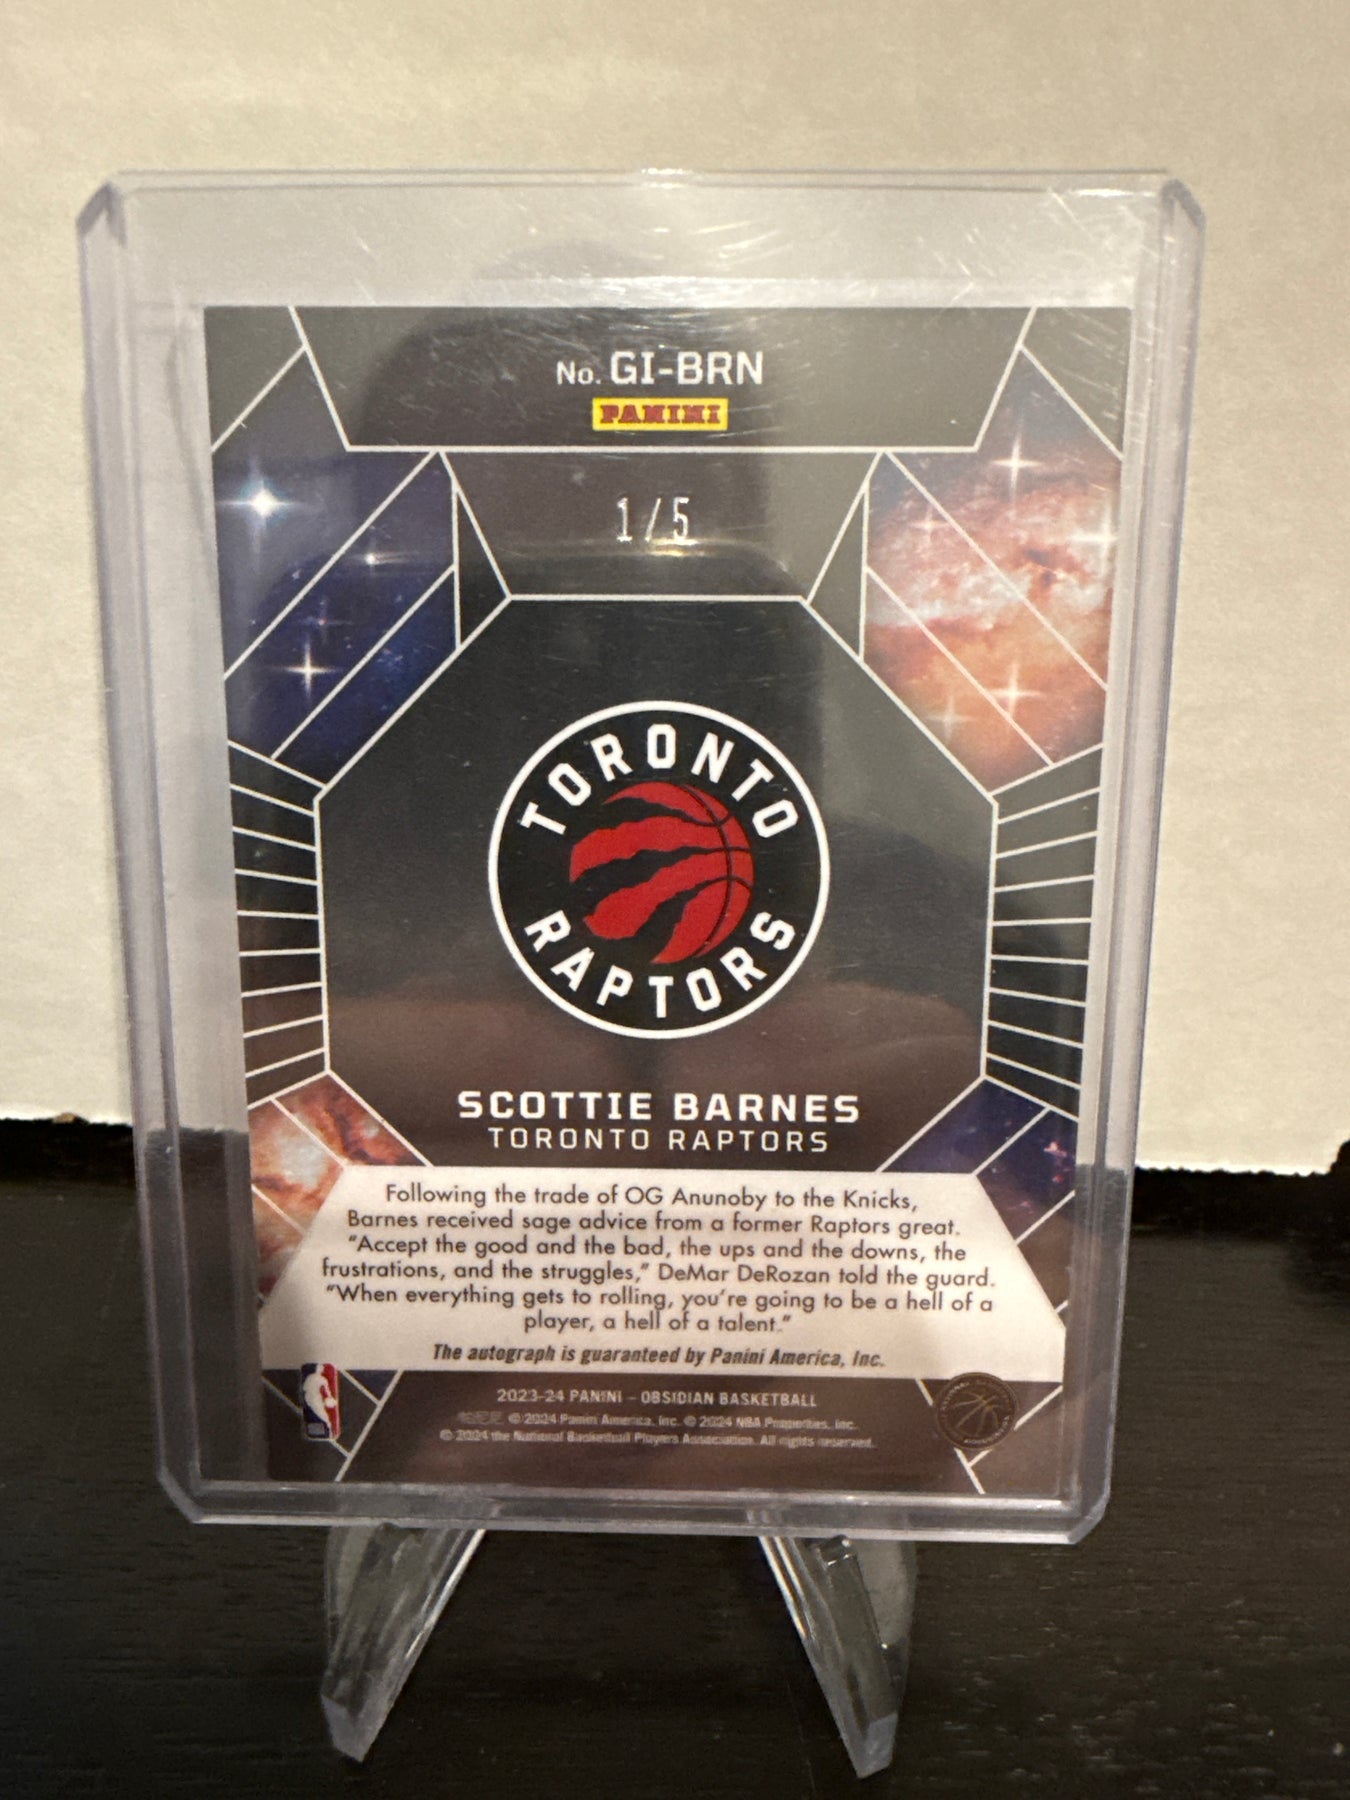 No. GI-BRN
PANINI
1/5
TORONTO
RAPTORS
SCOTTIE BARNES
TORONTO RAPTORS
Following the trade of OG Anunoby to the Knicks,
Barnes received sage advice from a former Raptors great.
"Accept the good and the bad, the ups and the downs, the
frustrations, and the struggles," DeMar DeRozan told the guard.
"When everything gets to rolling, you're going to be a hell of a
player, a hell of a talent."
The autograph is guaranteed by Panini America, Inc.
2023-24 PANINI – OBSIDIAN BASKETBALL
© 2024 Panini America, Inc. © 2024 NBA Properties, Inc.
© 2024 the National Basketball Players Association. All rights reserved.